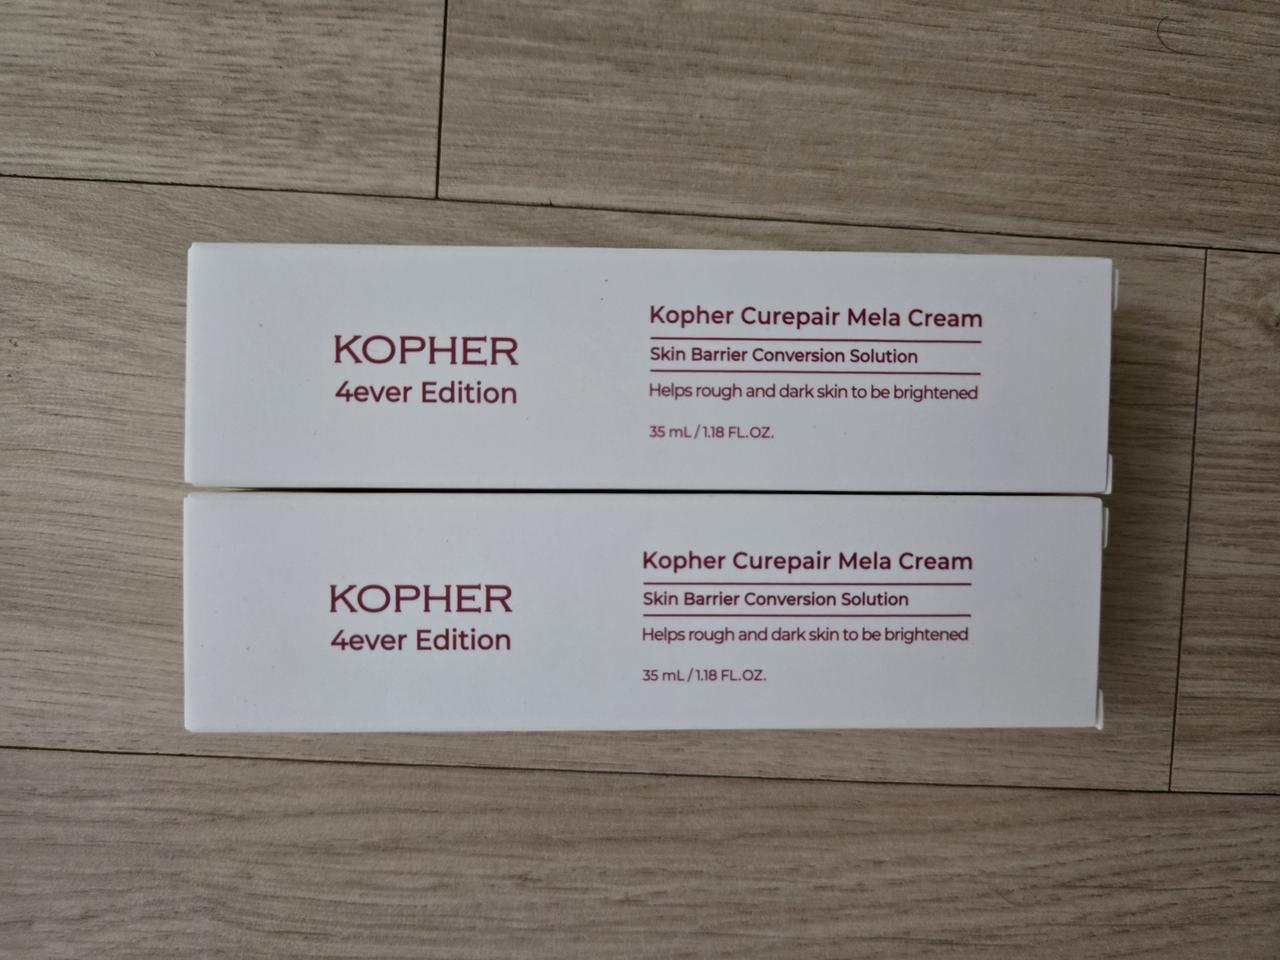 KOPHER
4ever Edition
Kopher Curepair Mela Cream
Skin Barrier Conversion Solution
Helps rough and dark skin to be brightened
35 mL / 1.18 FL.OZ.
KOPHER
4ever Edition
Kopher Curepair Mela Cream
Skin Barrier Conversion Solution
Helps rough and dark skin to be brightened
35 mL / 1.18 FL.OZ.